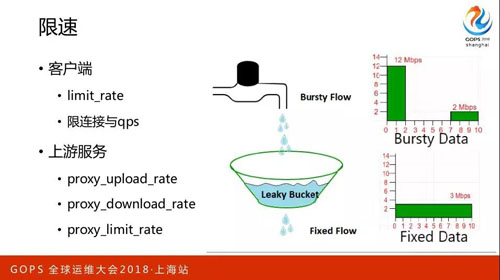 限速
GOPS
shanghai
• 客户端
• limit_rate
• 限连接与qps
• 上游服务
• proxy_upload_rate
• proxy_download_rate
• proxy_limit_rate
Bursty Flow
Leaky Bucket
Fixed Flow
14
12
10
8
6
4
2
12 Mbps
2 Mbps
0 1 2 3 4 5 6 7 8 9 10
Bursty Data
14
12
10
8
6
4
2
3 Mbps
0 1 2 3 4 5 6 7 8 9 10
Fixed Data
GOPS 全球运维大会2018·上海站